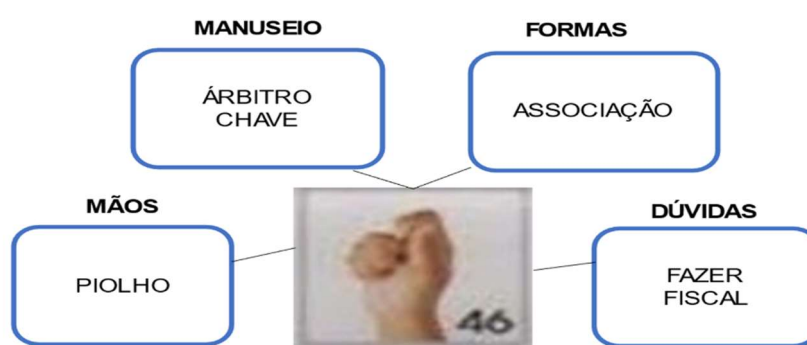 MANUSEIO
ÁRBITRO
CHAVE
FORMAS
ASSOCIAÇÃO
MÃOS
PIOLHO
DÚVIDAS
FAZER
FISCAL
46